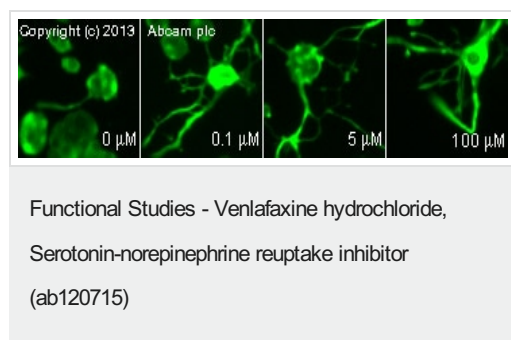 Copyright (c) 2013 Abcam plc
0 µM 0.1 µM 5 µM 100 µM
Functional Studies - Venlafaxine hydrochloride,
Serotonin-norepinephrine reuptake inhibitor
(ab120715)